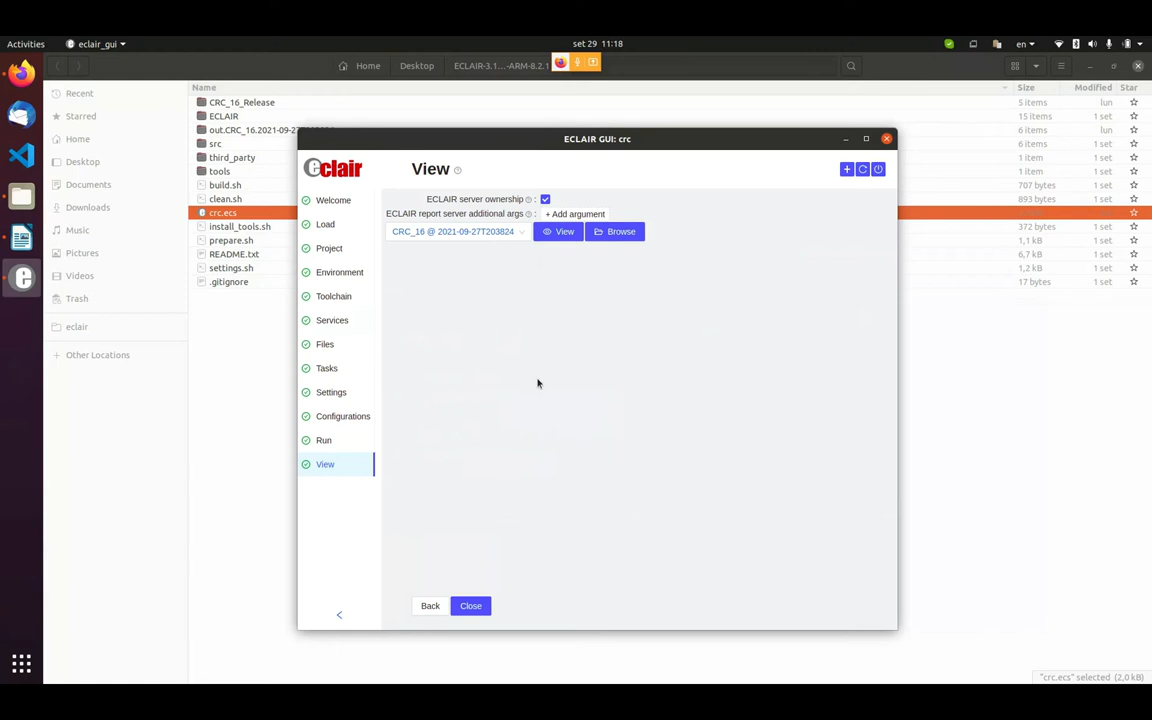 Activities
eclair_gui
set 29 11:18
en
Home
Desktop
ECLAIR-3.1...-ARM-8.2.1
Recent
Starred
Home
Desktop
Documents
Downloads
Music
Pictures
Videos
Trash
eclair
Other Locations
Name Size Modified Star
CRC_16_Release 5 items lun
ECLAIR 15 items 1 set
out.CRC_16.2021-09-27 6 items lun
src 4 items 1 set
third_party 1 item 1 set
tools 1 item 1 set
build.sh 707 bytes 1 set
clean.sh 893 bytes 1 set
crc.ecs
install_tools.sh 372 bytes 1 set
prepare.sh 1,1 kB 1 set
README.txt 6,7 kB 1 set
settings.sh 1,2 kB 1 set
.gitignore 17 bytes 1 set
ECLAIR GUI: crc
eclair
View
Welcome
Load
Project
Environment
Toolchain
Services
Files
Tasks
Settings
Configurations
Run
View
<
ECLAIR server ownership :
ECLAIR report server additional args : + Add argument
CRC_16 @ 2021-09-27T203824 View Browse
Back Close
"crc.ecs" selected (2,0 kB)